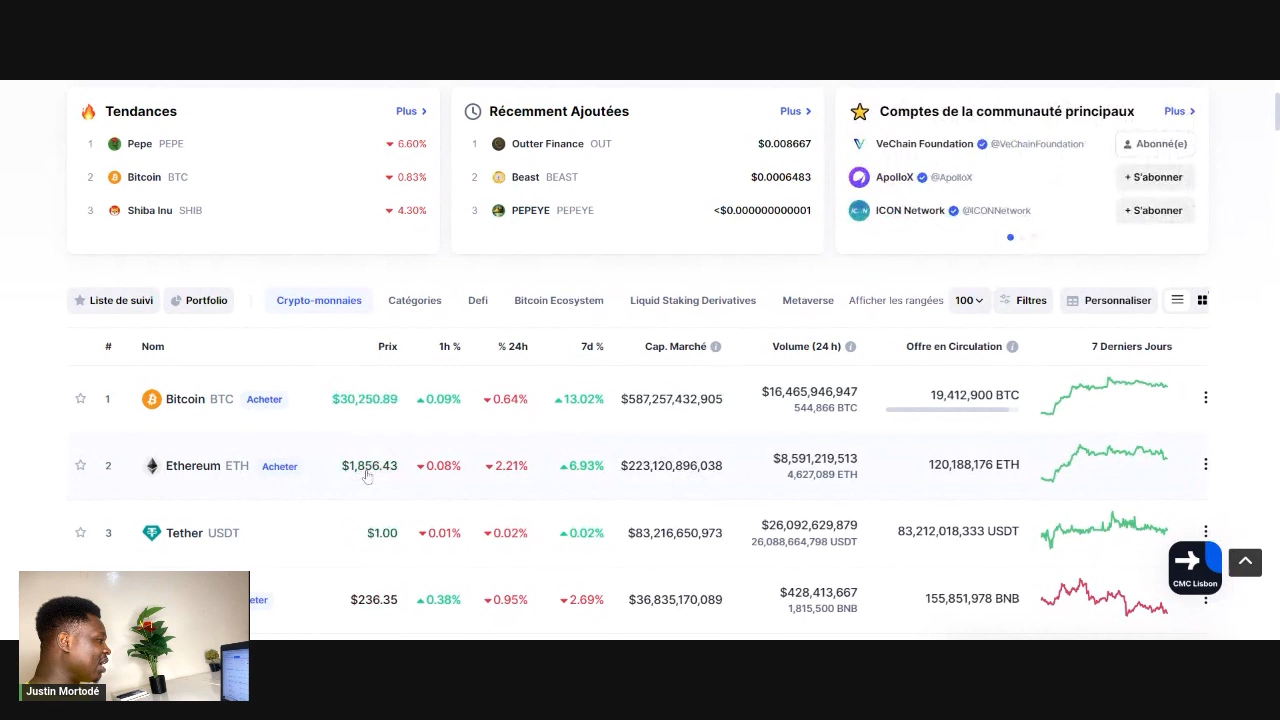 Tendances
Plus
1 Pepe PEPE 6.60%
2 Bitcoin BTC 0.63%
3 Shiba Inu SHIB 4.30%
Récemment Ajoutées
Plus
1 Outter Finance OUT $0.008667
2 Beast BEAST $0.0006483
3 PEPEYE PEPEYE <$0.000000000001
Comptes de la communauté principaux
Plus
VeChain Foundation @VeChainFoundation Abonné(e)
ApolloX @ApolloX + S'abonner
ICON Network @ICONNetwork + S'abonner
Liste de suivi Portfolio Crypto-monnaies Catégories Defi Bitcoin Ecosystem Liquid Staking Derivatives Metaverse Afficher les rangées 100 Filtres Personnaliser
# Nom Prix 1h % % 24h 7d % Cap. Marché Volume (24 h) Offre en Circulation 7 Derniers Jours
1 Bitcoin BTC Acheter $30,250.89 0.09% 0.64% 13.02% $587,257,432,905 $16,465,946,947 19,412,900 BTC
544,866 BTC
2 Ethereum ETH Acheter $1,856.43 0.08% 2.21% 6.93% $223,120,896,038 $8,591,219,513 120,188,176 ETH
4,627,089 ETH
3 Tether USDT $1.00 0.01% 0.02% 0.02% $83,216,650,973 $26,092,629,879 83,212,018,333 USDT
26,088,664,798 USDT
CMC Lisbon
eter $236.35 0.38% 0.95% 2.69% $36,835,170,089 $428,413,667 155,851,978 BNB
1,815,500 BNB
Justin Mortodé